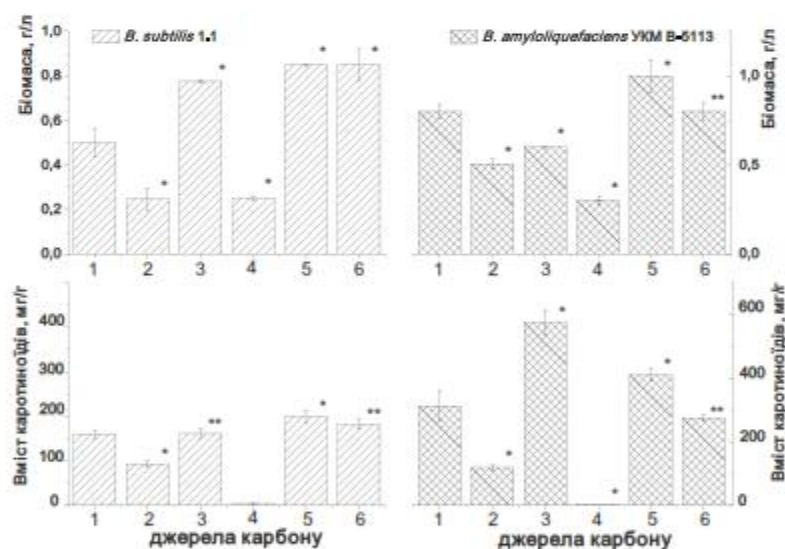 B. subtilis 1.1
B. amyloliquefaciens УКМ В-5113
Біомаса, г/л
0,8
0,6
0,4
0,2
0,0
* * * * *
1 2 3 4 5 6
Біомаса, г/л
1,0
0,5
0,0
* * * * **
1 2 3 4 5 6
Вміст каротиноїдів, мг/г
400
300
200
100
0
* ** * **
1 2 3 4 5 6
джерела карбону
Вміст каротиноїдів, мг/г
600
400
200
0
* * * * **
1 2 3 4 5 6
джерела карбону